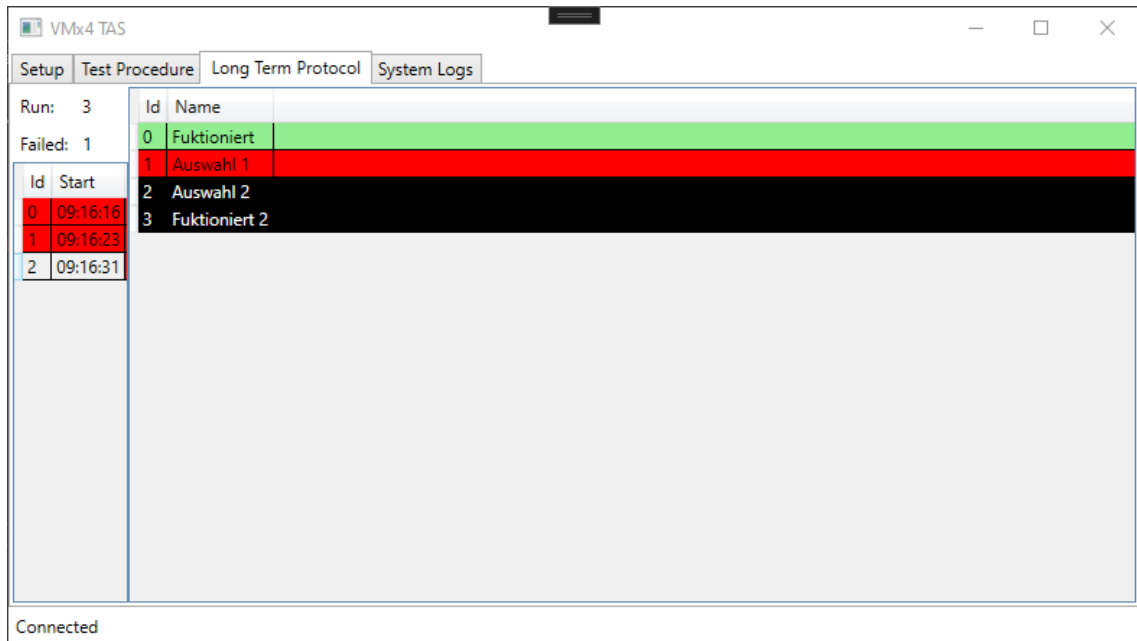 VMx4 TAS
Setup Test Procedure Long Term Protocol System Logs
Run: 3
Failed: 1
Id Start
0 09:16:16
1 09:16:23
2 09:16:31
Id Name
0 Fuktioniert
1 Auswahl 1
2 Auswahl 2
3 Fuktioniert 2
Connected